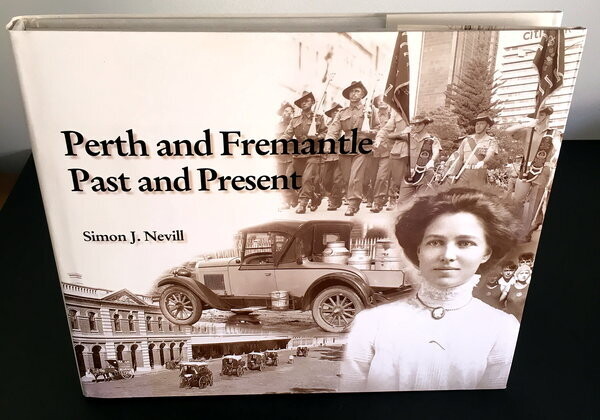 Perth and Fremantle
Past and Present
Simon J. Nevill